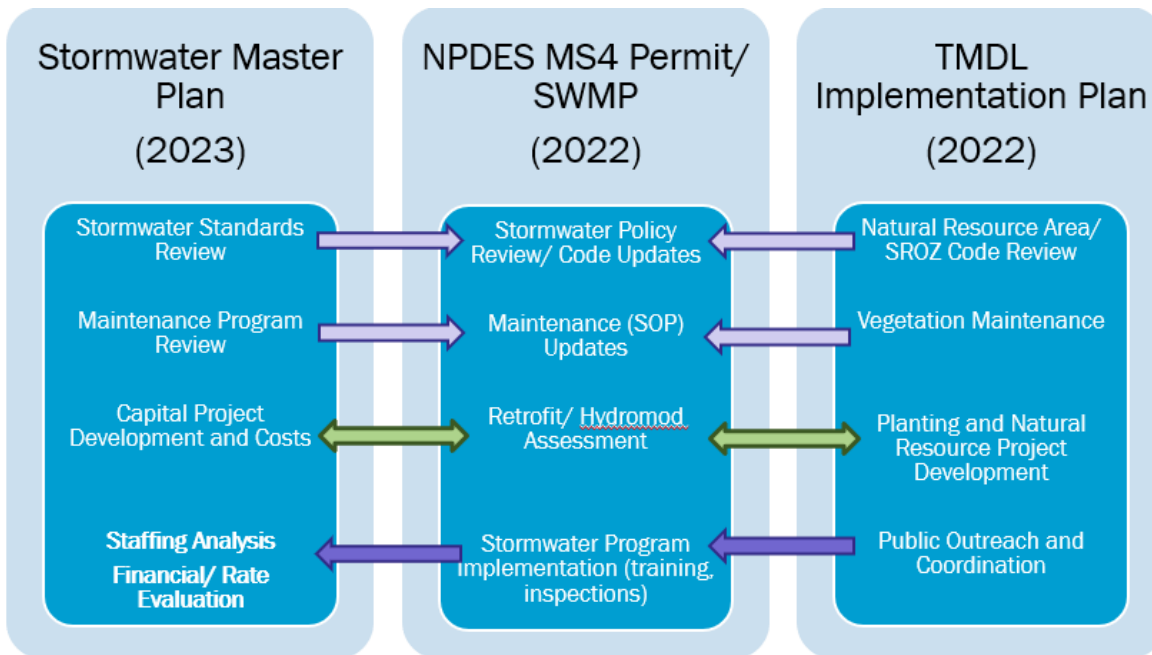 Stormwater Master
Plan
(2023)
Stormwater Standards
Review
Maintenance Program
Review
Capital Project
Development and Costs
Staffing Analysis
Financial/ Rate
Evaluation
NPDES MS4 Permit/
SWMP
(2022)
Stormwater Policy
Review/ Code Updates
Maintenance (SOP)
Updates
Retrofit/ Hydromod
Assessment
Stormwater Program
Implementation (training,
inspections)
TMDL
Implementation Plan
(2022)
Natural Resource Area/
SROZ Code Review
Vegetation Maintenance
Planting and Natural
Resource Project
Development
Public Outreach and
Coordination